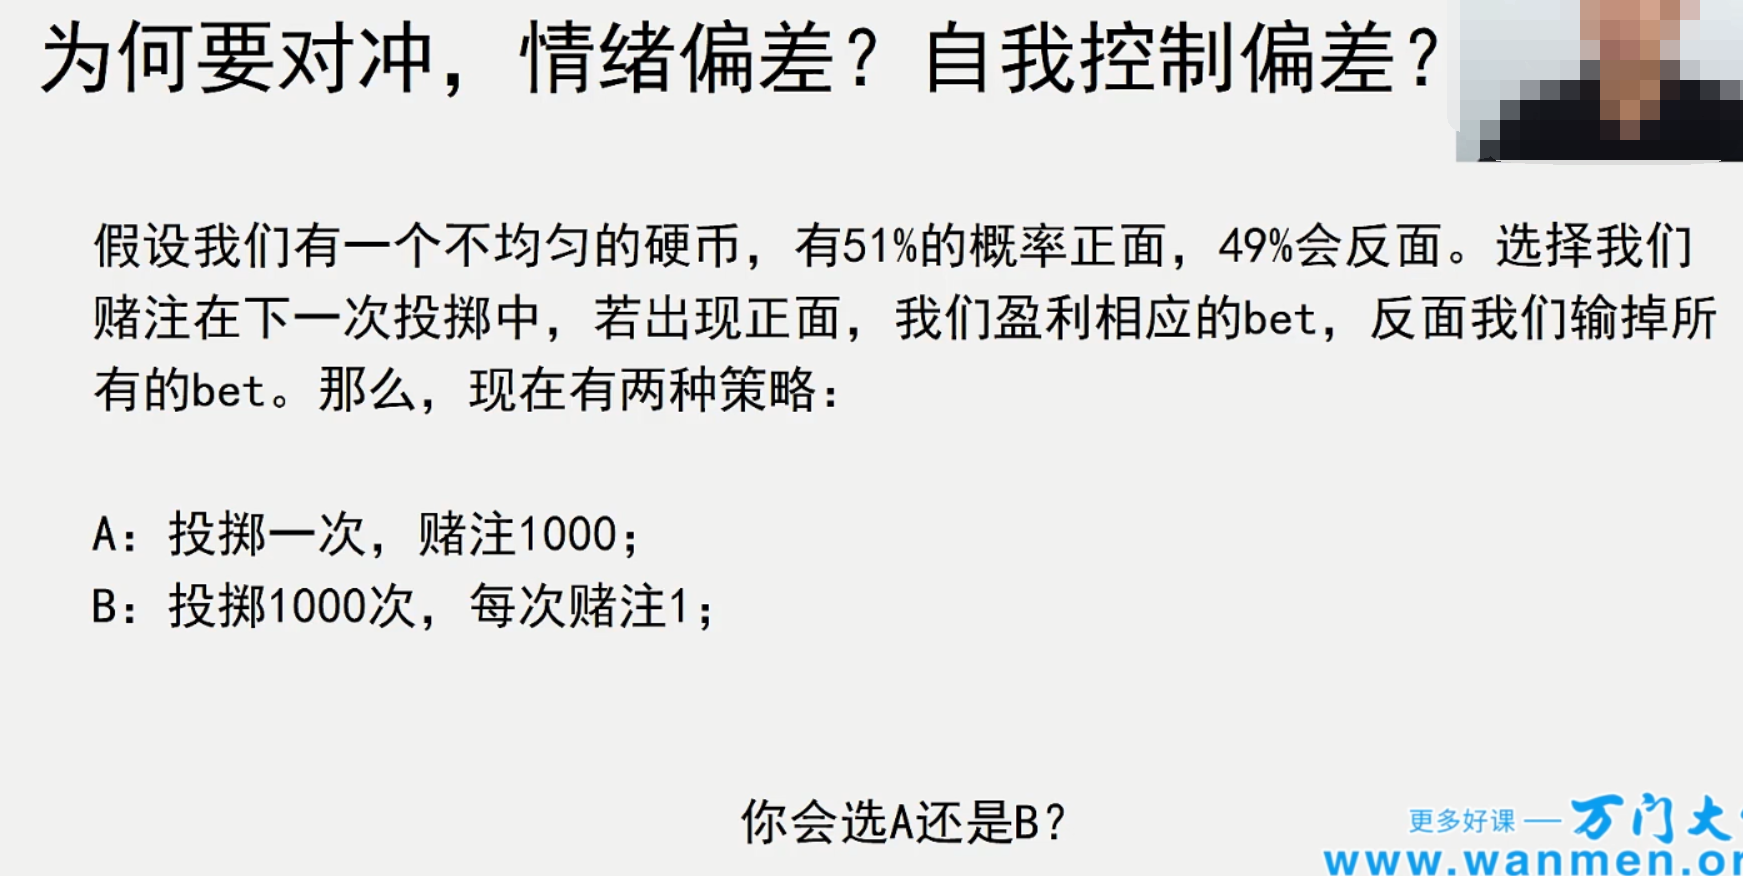 为何要对冲，情绪偏差？自我控制偏差？
假设我们有一个不均匀的硬币，有51%的概率正面，49%会反面。选择我们
赌注在下一次投掷中，若出现正面，我们盈利相应的bet，反面我们输掉所
有的bet。那么，现在有两种策略：
A：投掷一次，赌注1000；
B：投掷1000次，每次赌注1；
你会选A还是B？
更多好课——万门大
www.wanmen.or